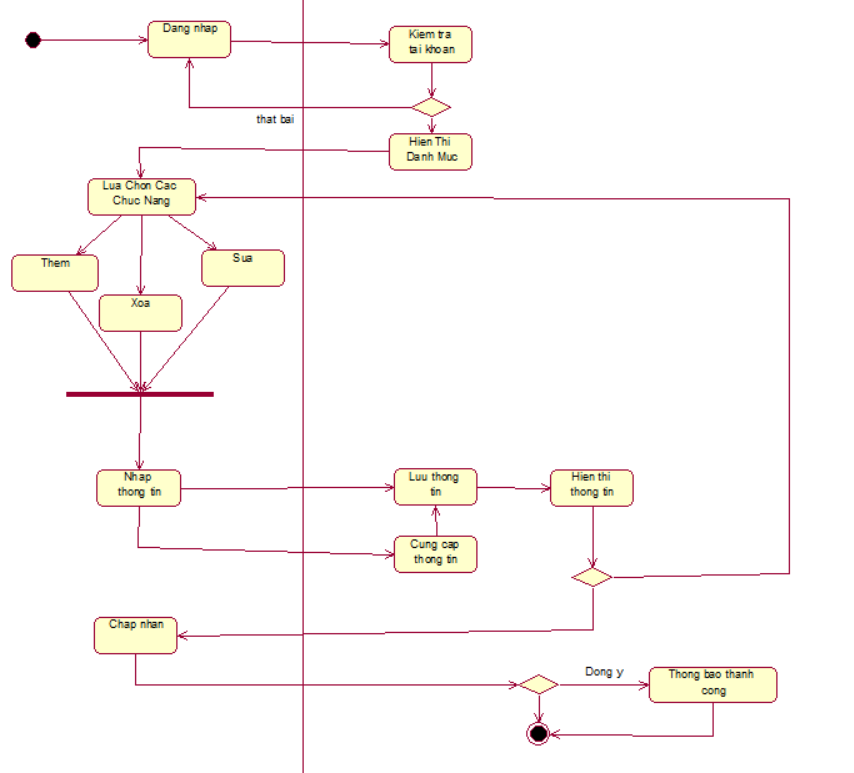 Dang nhap
Kiem tra
tai khoan
that bai
Hien Thi
Danh Muc
Lua Chon Cac
Chuc Nang
Them
Sua
Xoa
Nhap
thong tin
Luu thong
tin
Hien thi
thong tin
Cung cap
thong tin
Chap nhan
Dong y
Thong bao thanh
cong